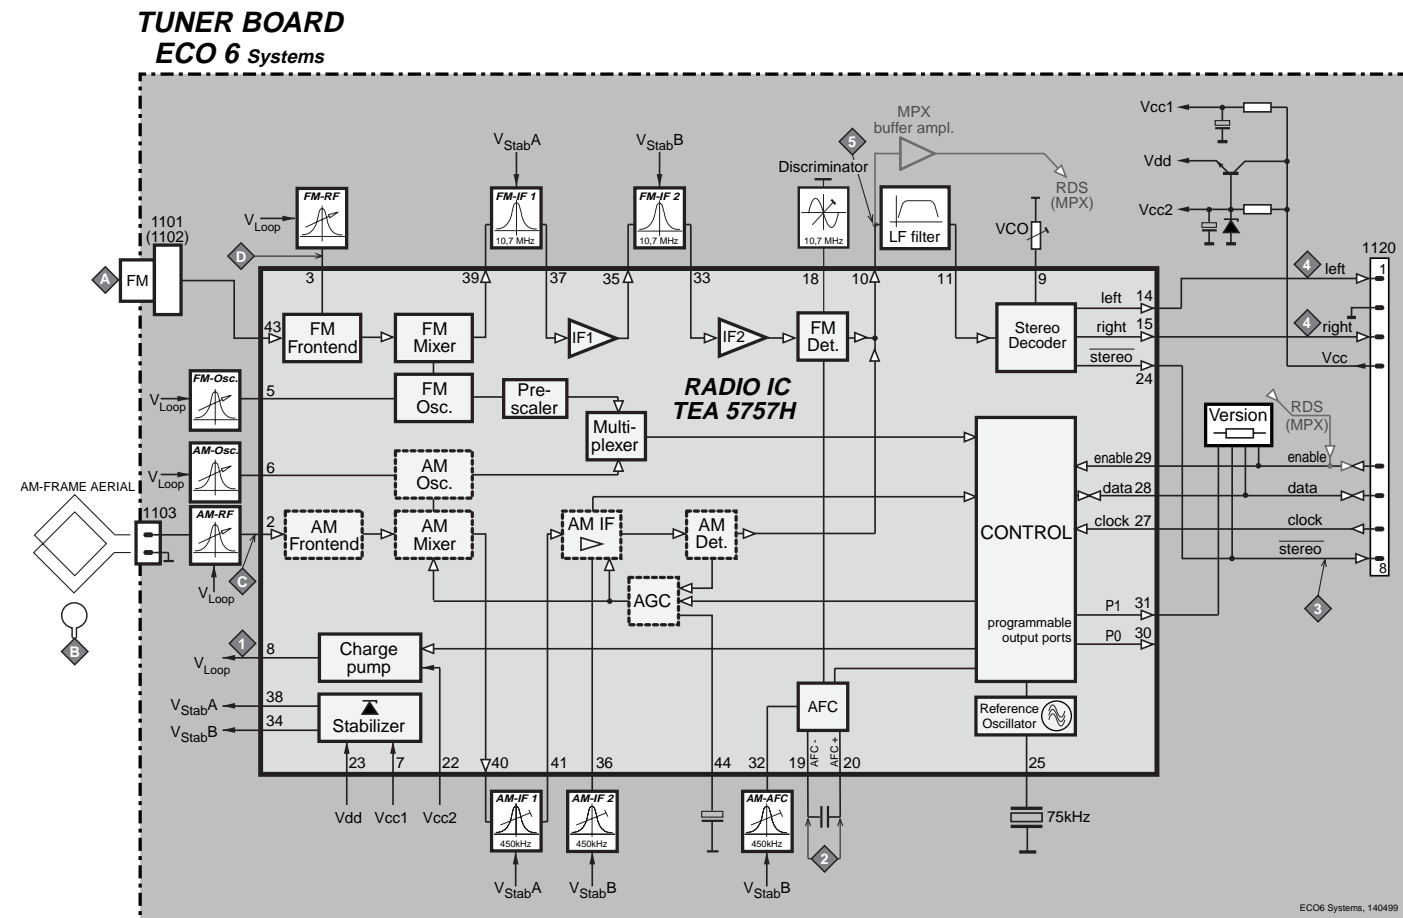 TUNER BOARD
ECO 6 Systems
MPX
buffer ampl.
Vcc1
5
VStabA
VStabB
Discriminator
Vdd
RDS
(MPX)
FM-RF
FM-IF 1
FM-IF 2
LF filter
Vcc2
VLoop
10,7 MHz
10,7 MHz
10,7 MHz
VCO
1101
(1102)
D
1120
A
FM
3
39
37
35
33
18
10
11
9
4
left
1
43
FM
Frontend
FM
Mixer
IF1
IF2
FM
Det.
Stereo
Decoder
left
14
right
15
4
right
stereo
24
Vcc
FM-Osc.
VLoop
5
FM
Osc.
Pre-
scaler
RADIO IC
TEA 5757H
Multi-
plexer
Version
RDS
(MPX)
AM-Osc.
VLoop
6
AM
Osc.
enable 29
enable
AM-FRAME AERIAL
1103
AM-RF
2
AM
Frontend
AM
Mixer
AM IF
AM
Det.
CONTROL
data 28
data
clock 27
clock
stereo
8
C
VLoop
AGC
3
B
programmable
output ports
P1
31
P0
30
1
8
VLoop
Charge
pump
38
VStabA
34
VStabB
Stabilizer
AFC
Reference
Oscillator
AFC -
AFC +
23
7
22
40
41
36
44
32
19
20
25
Vdd
Vcc1
Vcc2
AM-IF 1
450kHz
AM-IF 2
450kHz
AM-AFC
450kHz
75kHz
2
VStabA
VStabB
VStabB
ECO6 Systems, 140499